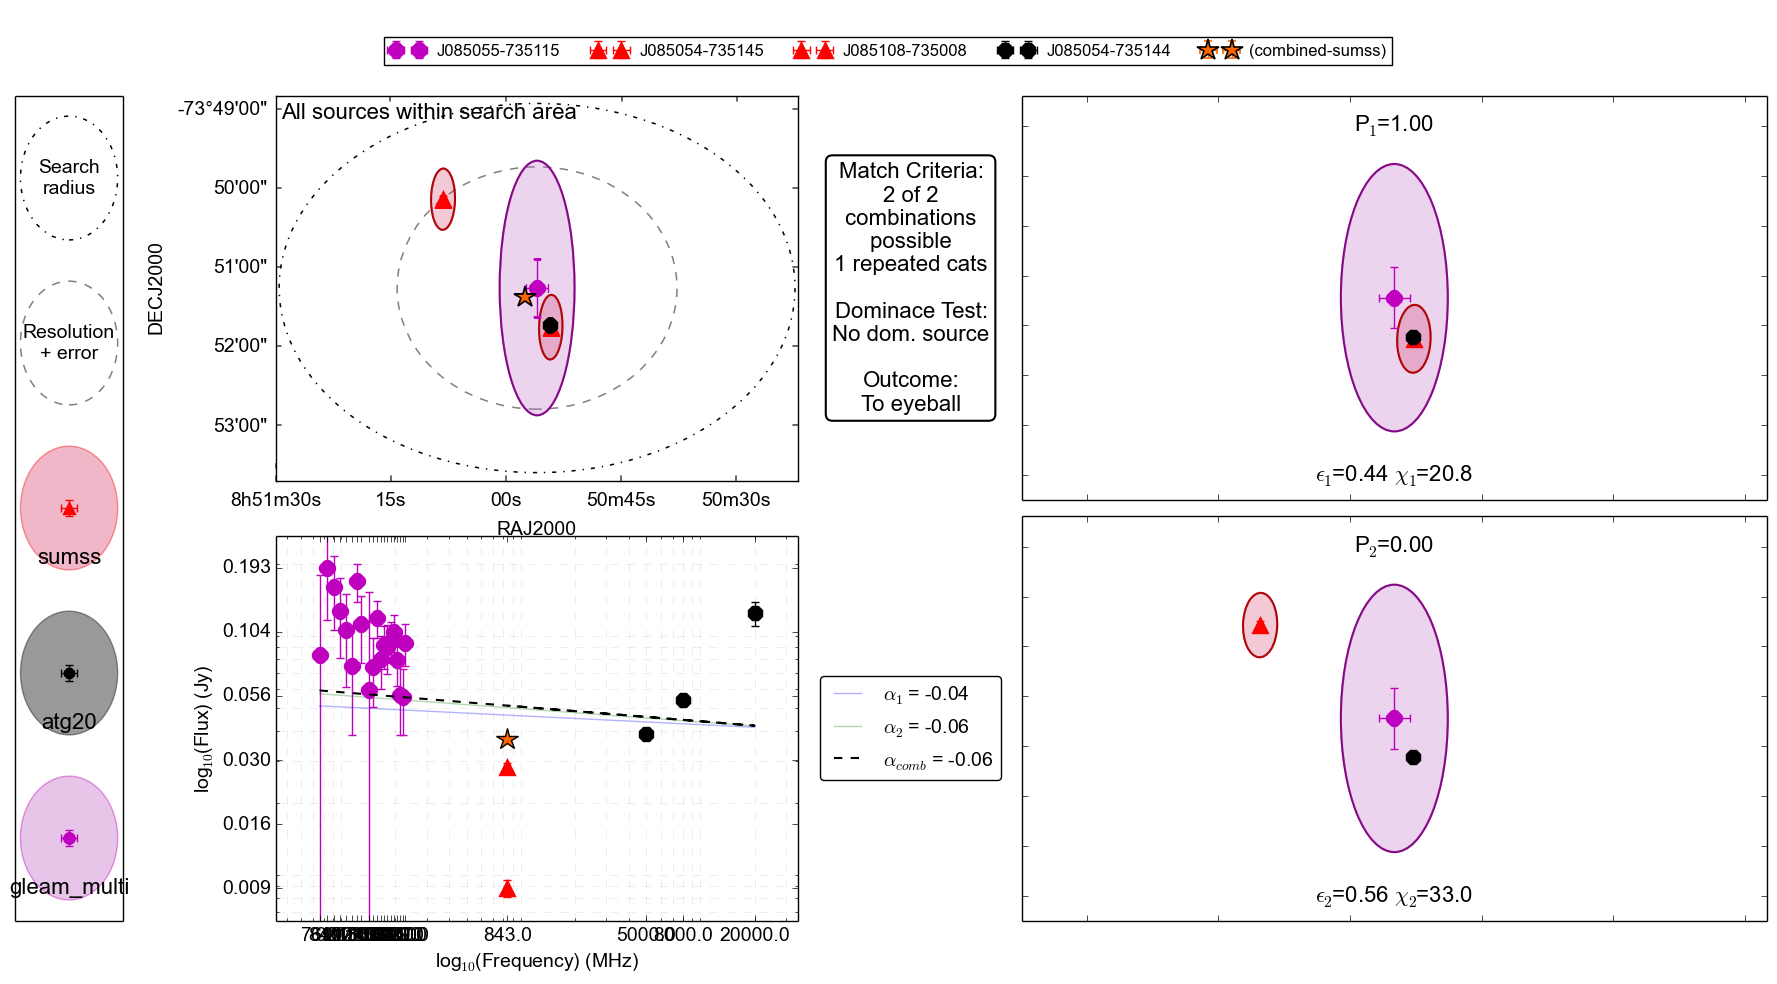 J085055-735115 J085054-735145 J085108-735008 J085054-735144 (combined-sumss)
Search
radius
Resolution
+ error
sumss
atg20
gleam_multi
All sources within search area
DECJ2000
-73°49'00"
50'00"
51'00"
52'00"
53'00"
8h51m30s 15s 00s 50m45s 50m30s
RAJ2000
Match Criteria:
2 of 2
combinations
possible
1 repeated cats
Dominace Test:
No dom. source
Outcome:
To eyeball
P1=1.00
ϵ1=0.44 χ1=20.8
P2=0.00
ϵ2=0.56 χ2=33.0
log10(Flux) (Jy)
0.193
0.104
0.056
0.030
0.016
0.009
843.0 5000.0 8000.0 20000.0
log10(Frequency) (MHz)
α1 = -0.04
α2 = -0.06
αcomb = -0.06